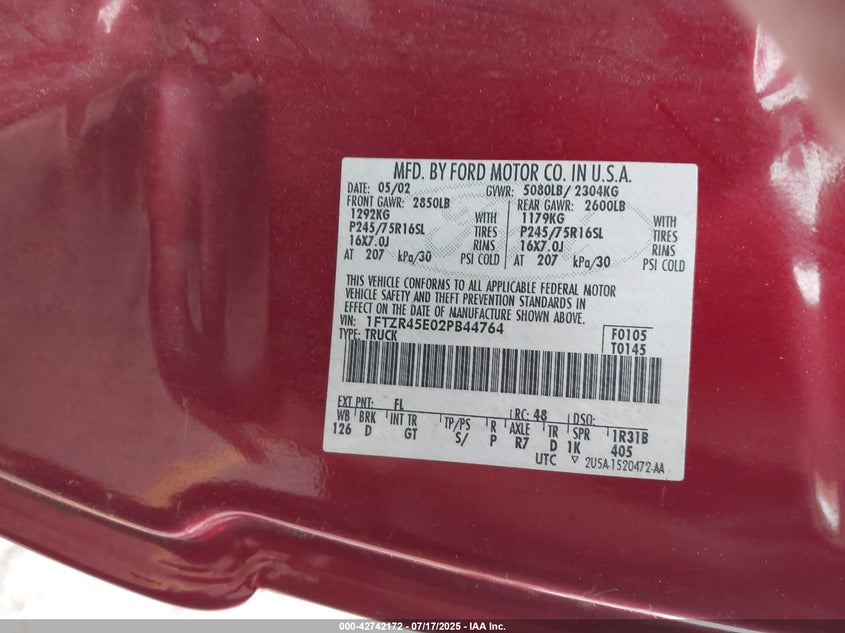 MFD. BY FORD MOTOR CO. IN U.S.A.
DATE: 05/02 GVWR: 5080LB/ 2304KG
FRONT GAWR: 2850LB REAR GAWR: 2600LB
1292KG WITH 1179KG WITH
P245/75R16SL TIRES P245/75R16SL TIRES
16X7.0J RIMS 16X7.0J RIMS
AT 207 kPa/30 PSI COLD AT 207 kPa/30 PSI COLD
THIS VEHICLE CONFORMS TO ALL APPLICABLE FEDERAL MOTOR
VEHICLE SAFETY AND THEFT PREVENTION STANDARDS IN
EFFECT ON THE DATE OF MANUFACTURE SHOWN ABOVE.
VIN: 1FTZR45E02PB44764 F0105
TYPE: TRUCK T0145
EXT PNT: FL RC: 48 DSO:
WB BRK INT TR TP/PS R AXLE TR SPR 1R31B
126 D GT S/ P R7 D 1K 405
UTC ▽ 2U5A-1520472-AA
000-42742172 | 07/17/2025 - IAA Inc.